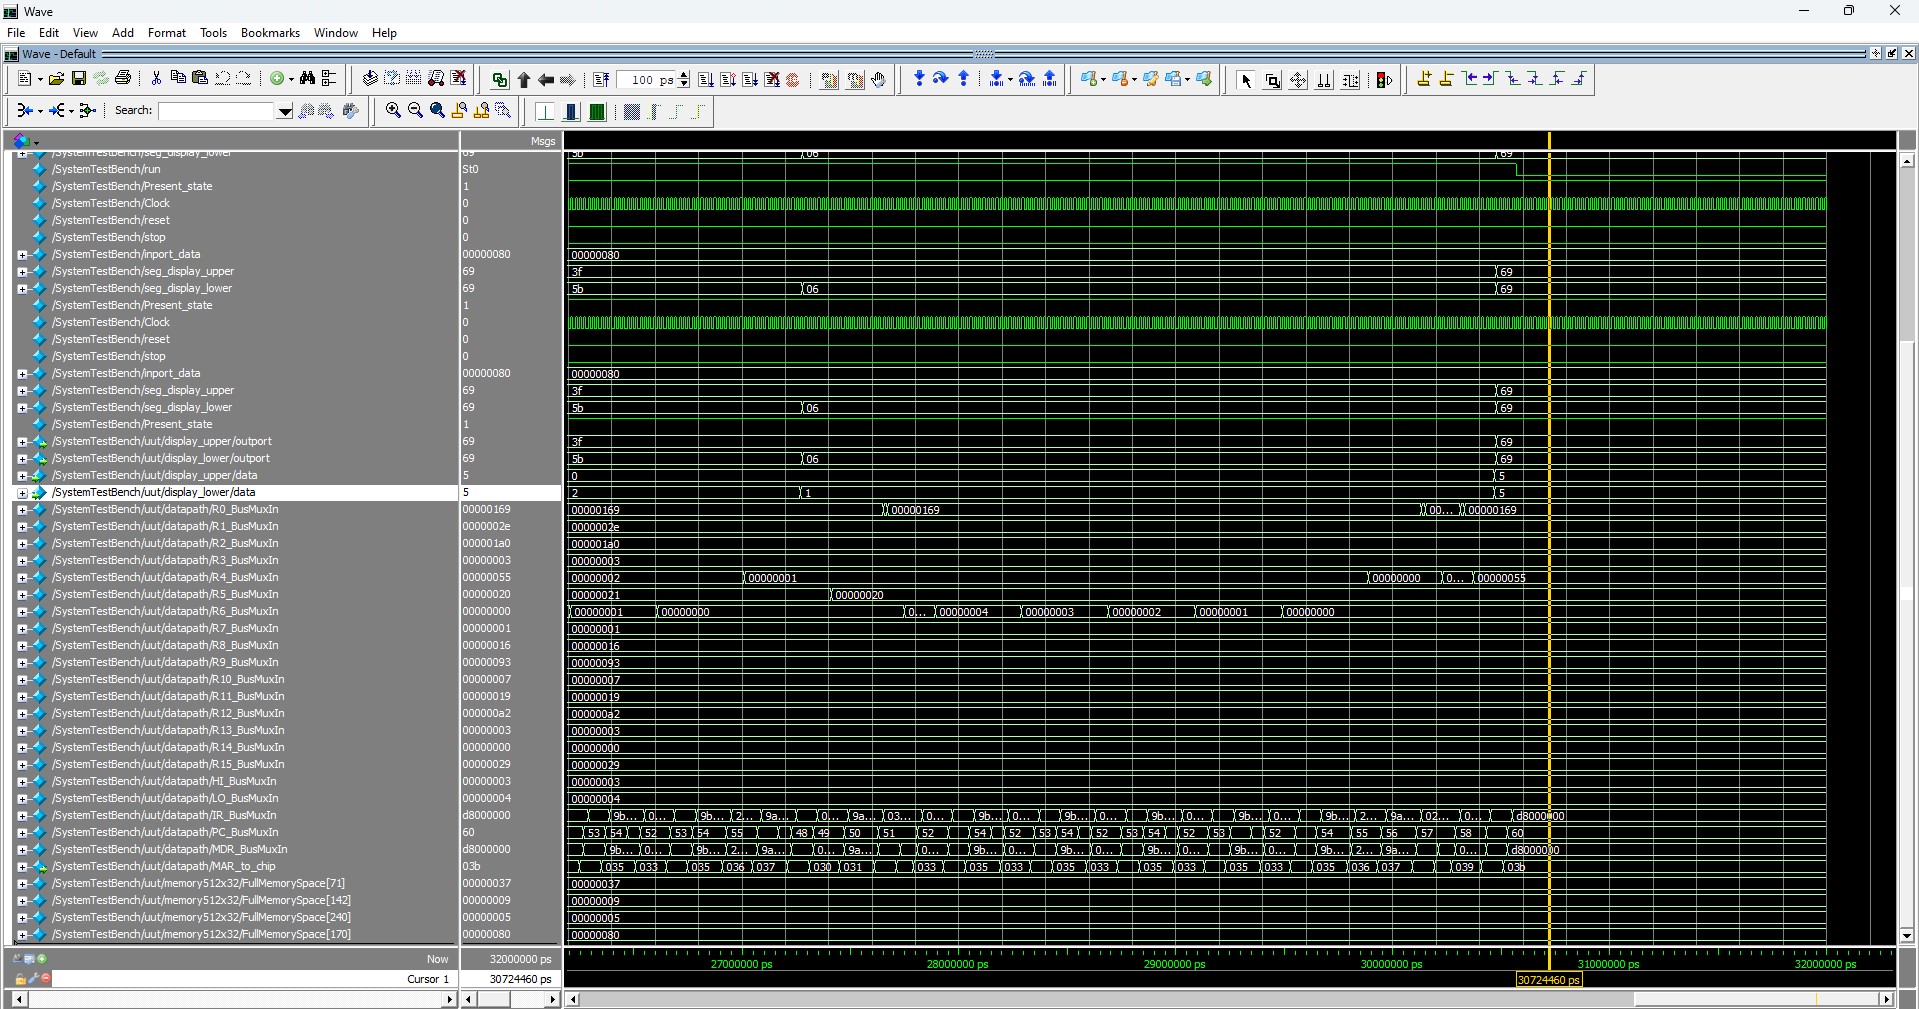 Wave
File Edit View Add Format Tools Bookmarks Window Help
Wave - Default
100 ps
Search:
Msgs
/SystemTestBench/seg_display_lower 69 5b 06 69
/SystemTestBench/run St0
/SystemTestBench/Present_state 1
/SystemTestBench/Clock 0
/SystemTestBench/reset 0
/SystemTestBench/stop 0
/SystemTestBench/inport_data 00000080 00000080
/SystemTestBench/seg_display_upper 69 3f 69
/SystemTestBench/seg_display_lower 69 5b 06 69
/SystemTestBench/Present_state 1
/SystemTestBench/Clock 0
/SystemTestBench/reset 0
/SystemTestBench/stop 0
/SystemTestBench/inport_data 00000080 00000080
/SystemTestBench/seg_display_upper 69 3f 69
/SystemTestBench/seg_display_lower 69 5b 06 69
/SystemTestBench/Present_state 1
/SystemTestBench/uut/display_upper/outport 69 3f 69
/SystemTestBench/uut/display_lower/outport 69 5b 06 69
/SystemTestBench/uut/display_upper/data 5 0 5
/SystemTestBench/uut/display_lower/data 5 2 1 5
/SystemTestBench/uut/datapath/R0_BusMuxIn 00000169 00000169 00000169 00... 00000169
/SystemTestBench/uut/datapath/R1_BusMuxIn 0000002e 0000002e
/SystemTestBench/uut/datapath/R2_BusMuxIn 000001a0 000001a0
/SystemTestBench/uut/datapath/R3_BusMuxIn 00000003 00000003
/SystemTestBench/uut/datapath/R4_BusMuxIn 00000055 00000002 00000001 00000000 0... 00000055
/SystemTestBench/uut/datapath/R5_BusMuxIn 00000020 00000021 00000020
/SystemTestBench/uut/datapath/R6_BusMuxIn 00000000 00000001 00000000 0... 00000004 00000003 00000002 00000001 00000000
/SystemTestBench/uut/datapath/R7_BusMuxIn 00000001 00000001
/SystemTestBench/uut/datapath/R8_BusMuxIn 00000016 00000016
/SystemTestBench/uut/datapath/R9_BusMuxIn 00000093 00000093
/SystemTestBench/uut/datapath/R10_BusMuxIn 00000007 00000007
/SystemTestBench/uut/datapath/R11_BusMuxIn 00000019 00000019
/SystemTestBench/uut/datapath/R12_BusMuxIn 000000a2 000000a2
/SystemTestBench/uut/datapath/R13_BusMuxIn 00000003 00000003
/SystemTestBench/uut/datapath/R14_BusMuxIn 00000000 00000000
/SystemTestBench/uut/datapath/R15_BusMuxIn 00000029 00000029
/SystemTestBench/uut/datapath/HI_BusMuxIn 00000003 00000003
/SystemTestBench/uut/datapath/LO_BusMuxIn 00000004 00000004
/SystemTestBench/uut/datapath/IR_BusMuxIn d8000000 9b... 0... 9b... 2... 9a... 0... 9a... 03... 0... 9b... 0... 9b... 0... 9b... 0... 9b... 0... 9b... 2... 9a... 02... 0... d8000000
/SystemTestBench/uut/datapath/PC_BusMuxIn 60 53 54 52 53 54 55 48 49 50 51 52 54 52 53 54 52 53 54 52 53 52 54 55 56 57 58 60
/SystemTestBench/uut/datapath/MDR_BusMuxIn d8000000 9b... 0... 9b... 2... 9a... 0... 9a... 0... 9b... 0... 9b... 0... 9b... 0... 9b... 0... 9b... 2... 9a... 0... d8000000
/SystemTestBench/uut/datapath/MAR_to_chip 03b 035 033 035 036 037 030 031 033 035 033 035 033 035 033 035 033 035 036 037 039 03b
/SystemTestBench/uut/memory512x32/FullMemorySpace[71] 00000037 00000037
/SystemTestBench/uut/memory512x32/FullMemorySpace[142] 00000009 00000009
/SystemTestBench/uut/memory512x32/FullMemorySpace[240] 00000005 00000005
/SystemTestBench/uut/memory512x32/FullMemorySpace[170] 00000080 00000080
Now 32000000 ps 27000000 ps 28000000 ps 29000000 ps 30000000 ps 31000000 ps 32000000 ps
Cursor 1 30724460 ps 30724460 ps